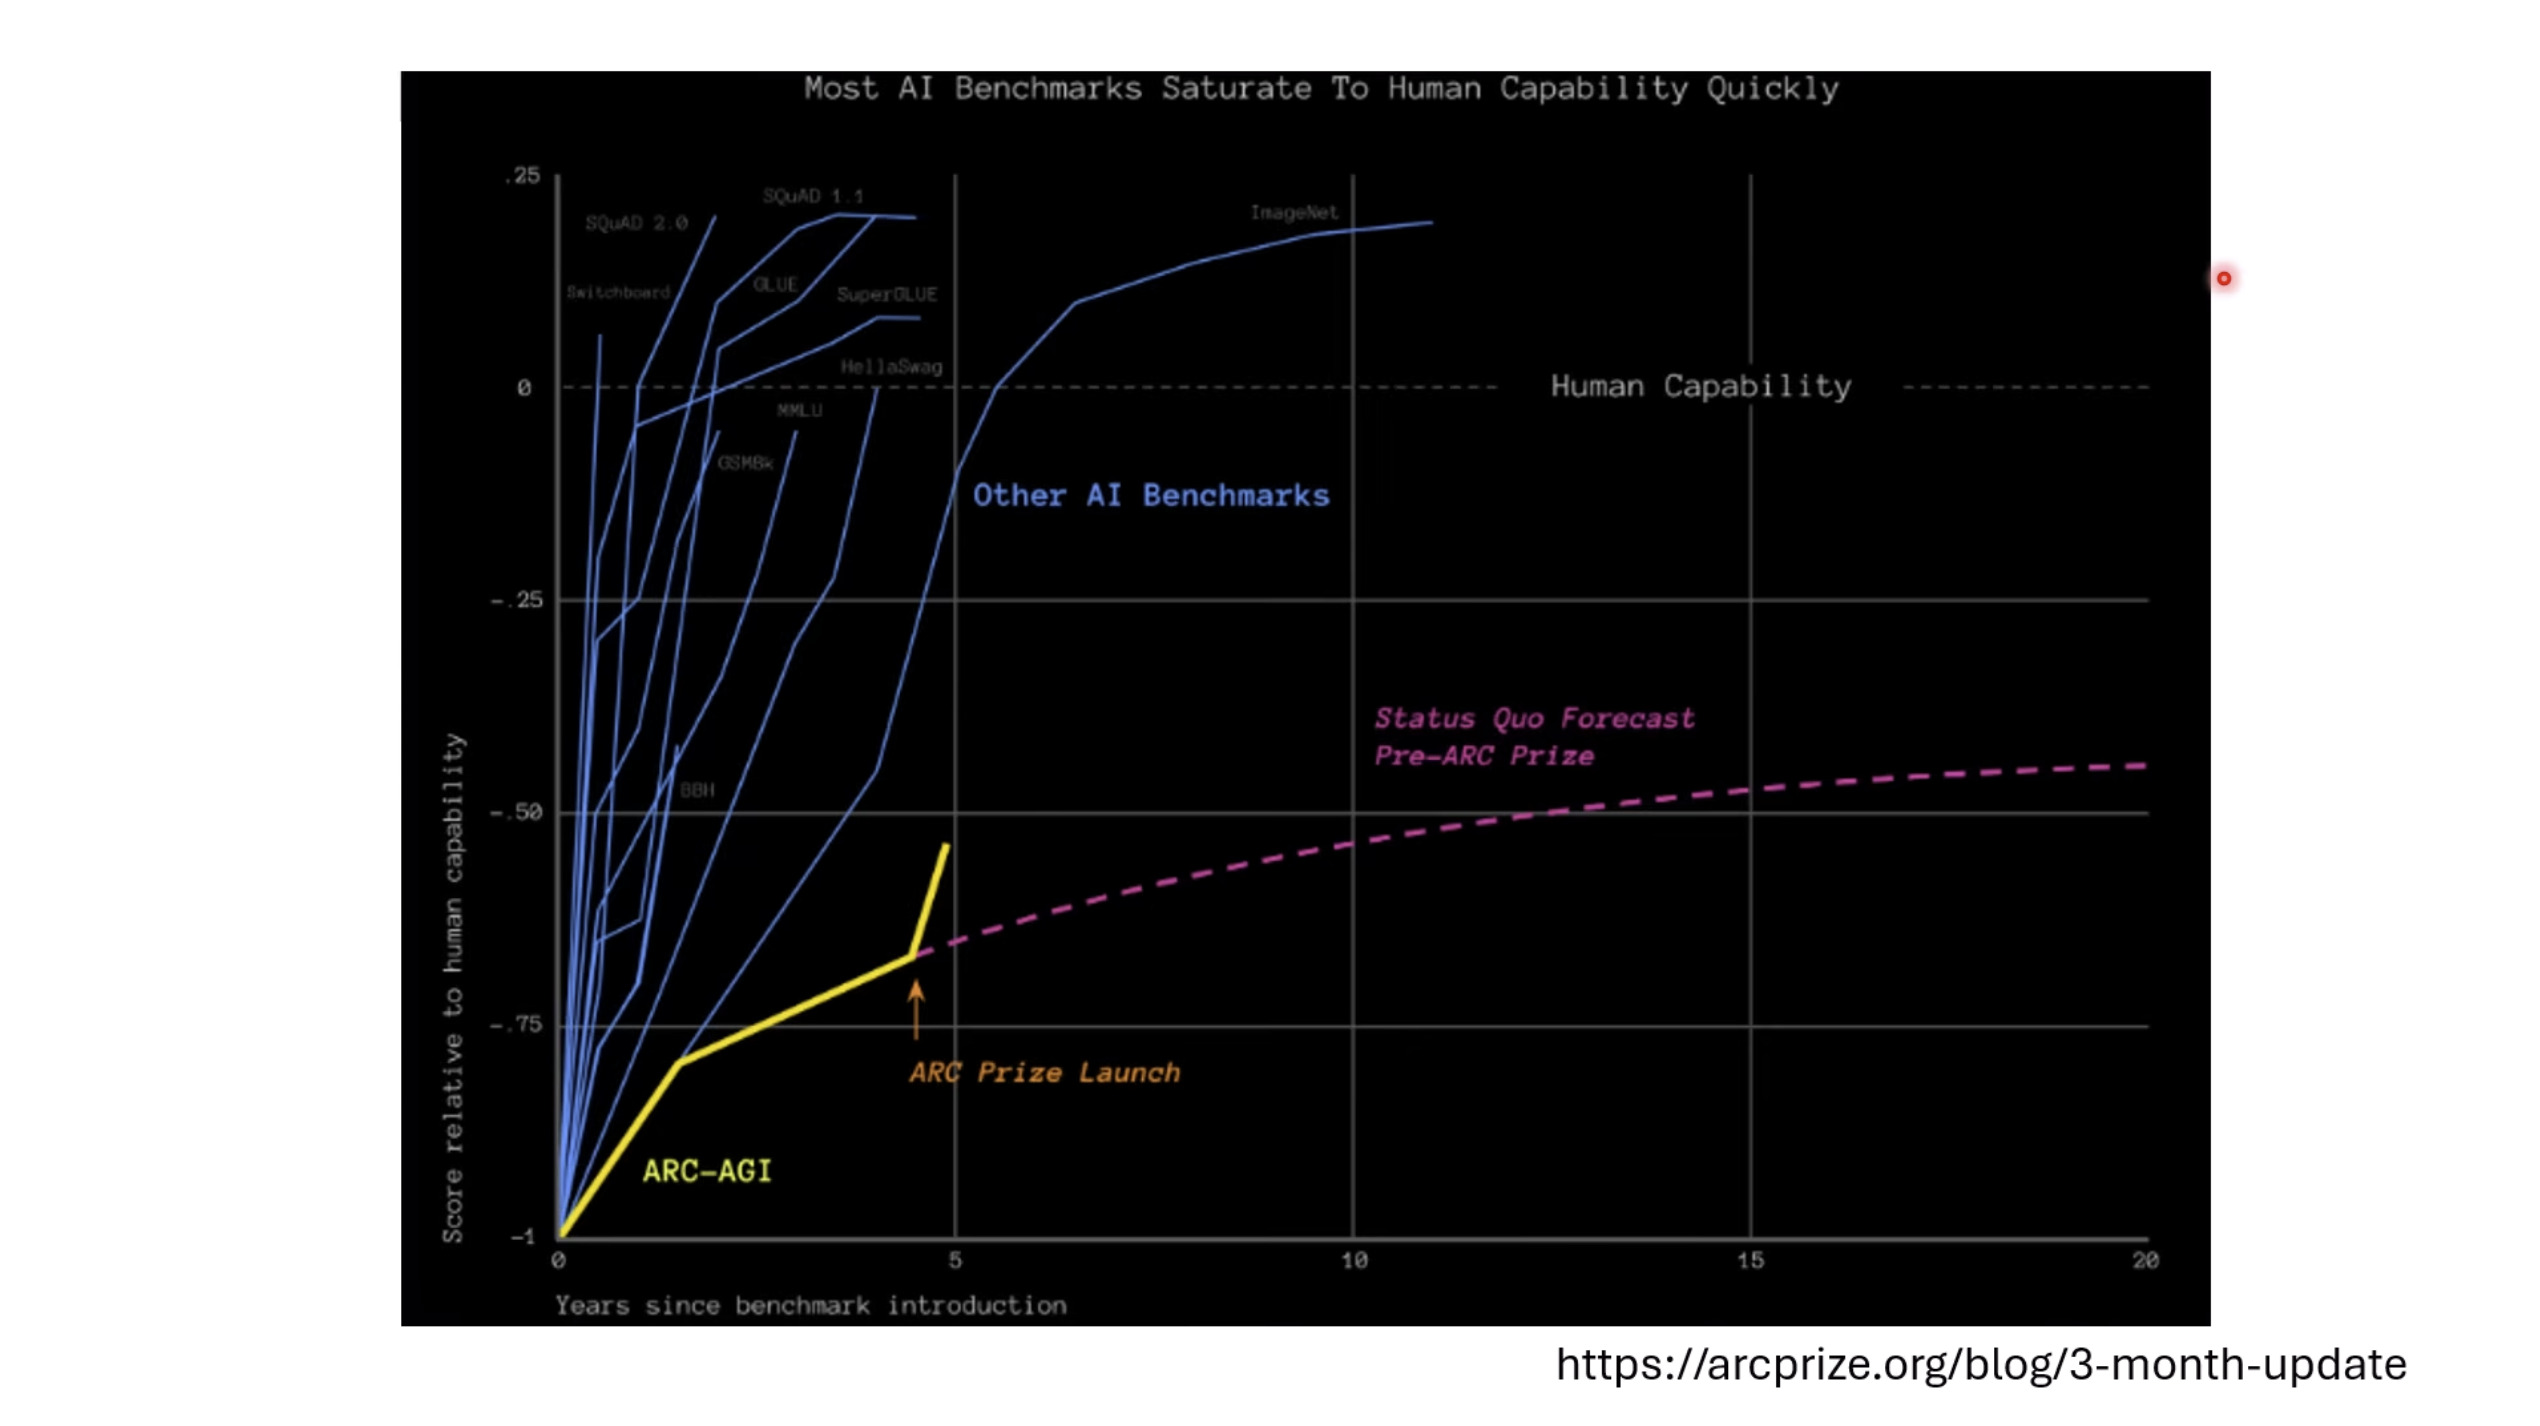 Most AI Benchmarks Saturate To Human Capability Quickly
.25
SQuAD 1.1
SQuAD 2.0
ImageNet
GLUE
Switchboard
SuperGLUE
HellaSwag
0
Human Capability
MMLU
GSM8k
Other AI Benchmarks
-.25
Status Quo Forecast
Pre-ARC Prize
BBH
-.50
-.75
ARC Prize Launch
ARC-AGI
-1
Score relative to human capability
0
5
10
15
20
Years since benchmark introduction
https://arcprize.org/blog/3-month-update